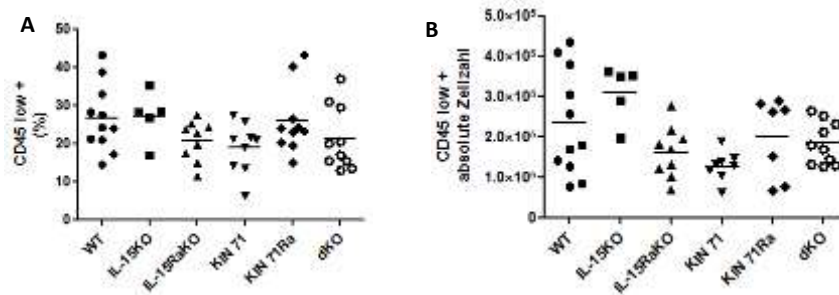 A
CD45 low +
(%)
50
40
30
20
10
0
WT
IL-15KO
IL-15RaKO
KIN 71
KIN 71Ra
dKO
B
CD45 low +
absolute Zellzahl
5.0×10⁵
4.0×10⁵
3.0×10⁵
2.0×10⁵
1.0×10⁵
0
WT
IL-15KO
IL-15RaKO
KIN 71
KIN 71Ra
dKO